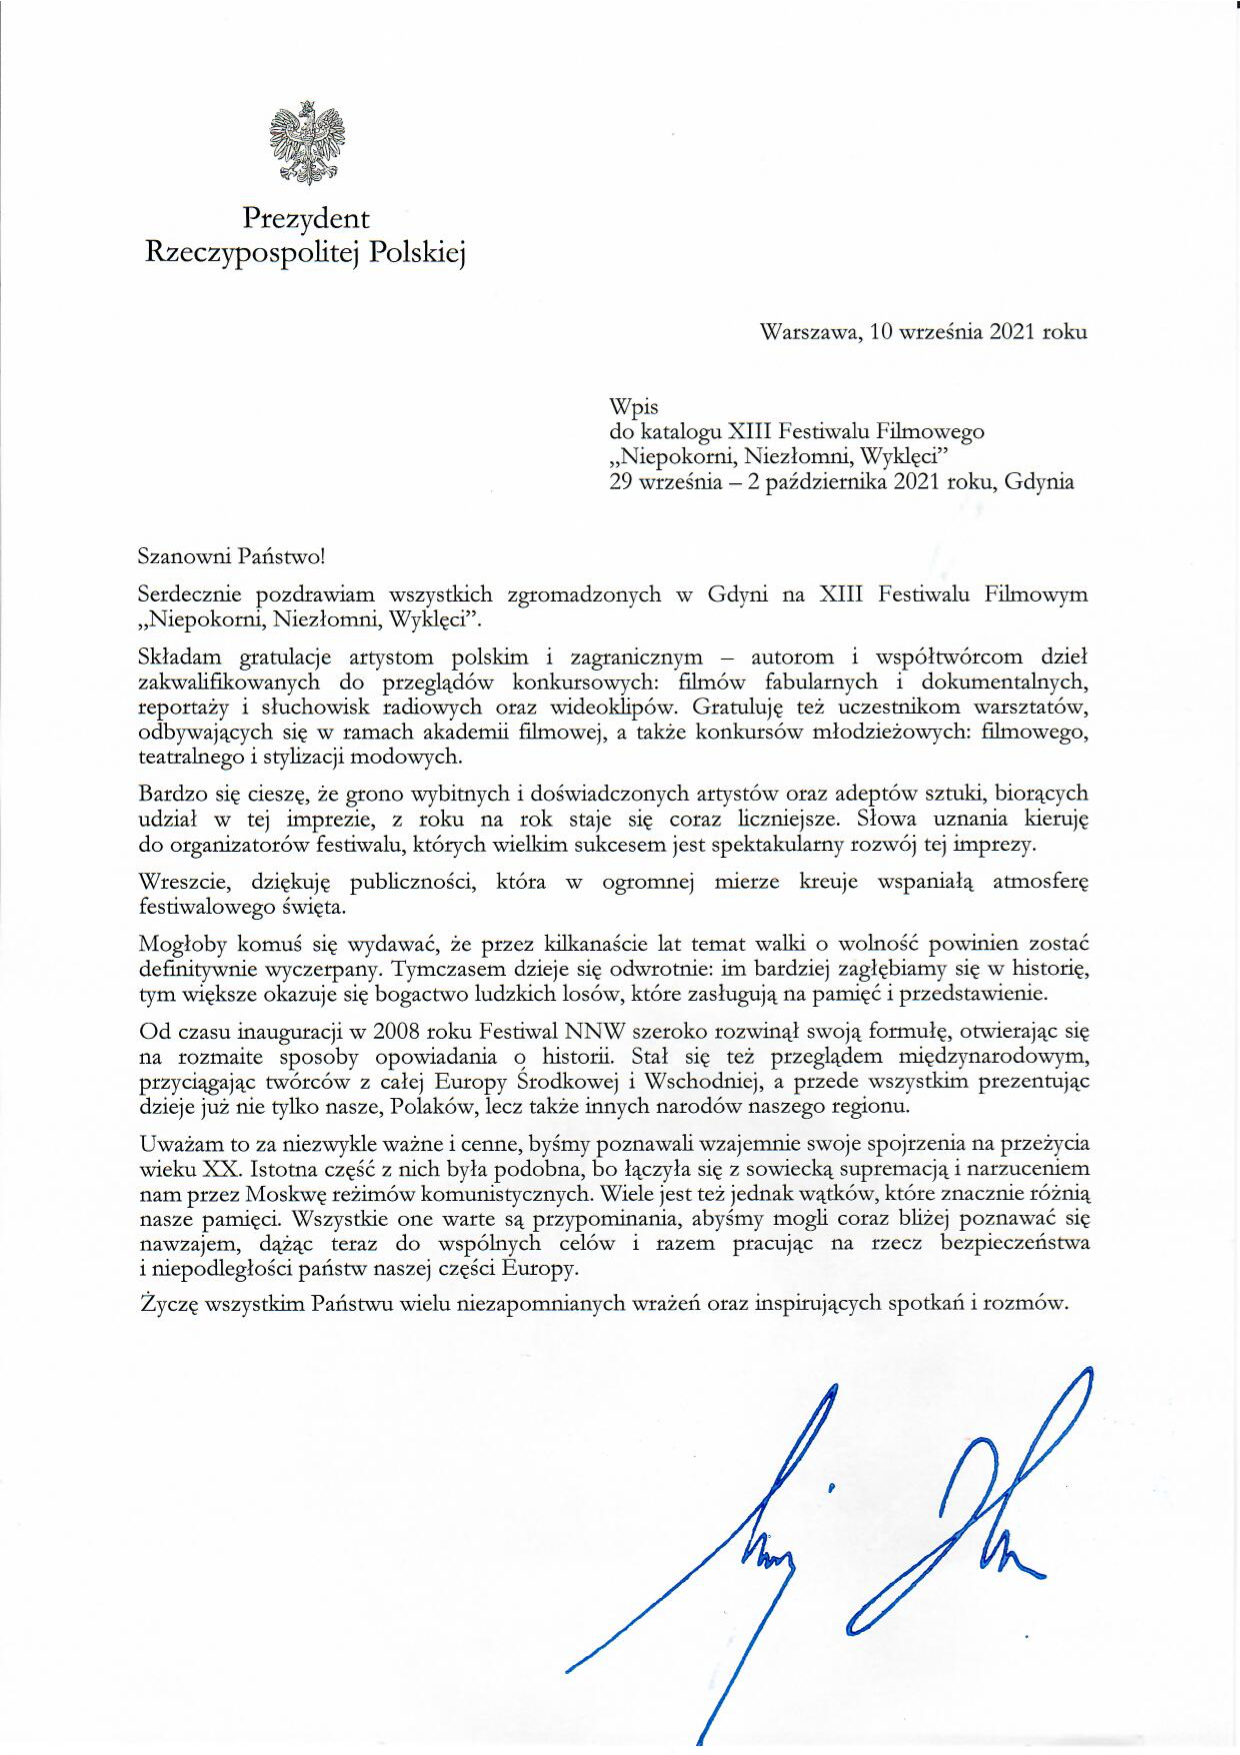 Prezydent
Rzeczypospolitej Polskiej
Warszawa, 10 września 2021 roku
Wpis
do katalogu XIII Festiwalu Filmowego
„Niepokorni, Niezłomni, Wyklęci”
29 września – 2 października 2021 roku, Gdynia
Szanowni Państwo!
Serdecznie pozdrawiam wszystkich zgromadzonych w Gdyni na XIII Festiwalu Filmowym
„Niepokorni, Niezłomni, Wyklęci”.
Składam gratulacje artystom polskim i zagranicznym – autorom i współtwórcom dzieł
zakwalifikowanych do przeglądów konkursowych: filmów fabularnych i dokumentalnych,
reportaży i słuchowisk radiowych oraz wideoklipów. Gratuluję też uczestnikom warsztatów,
odbywających się w ramach akademii filmowej, a także konkursów młodzieżowych: filmowego,
teatralnego i stylizacji modowych.
Bardzo się cieszę, że grono wybitnych i doświadczonych artystów oraz adeptów sztuki, biorących
udział w tej imprezie, z roku na rok staje się coraz liczniejsze. Słowa uznania kieruję
do organizatorów festiwalu, których wielkim sukcesem jest spektakularny rozwój tej imprezy.
Wreszcie, dziękuję publiczności, która w ogromnej mierze kreuje wspaniałą atmosferę
festiwalowego święta.
Mogłoby komuś się wydawać, że przez kilkanaście lat temat walki o wolność powinien zostać
definitywnie wyczerpany. Tymczasem dzieje się odwrotnie: im bardziej zagłębiamy się w historię,
tym większe okazuje się bogactwo ludzkich losów, które zasługują na pamięć i przedstawienie.
Od czasu inauguracji w 2008 roku Festiwal NNW szeroko rozwinął swoją formułę, otwierając się
na rozmaite sposoby opowiadania o historii. Stał się też przeglądem międzynarodowym,
przyciągając twórców z całej Europy Środkowej i Wschodniej, a przede wszystkim prezentując
dzieje już nie tylko nasze, Polaków, lecz także innych narodów naszego regionu.
Uważam to za niezwykle ważne i cenne, byśmy poznawali wzajemnie swoje spojrzenia na przeżycia
wieku XX. Istotna część z nich była podobna, bo łączyła się z sowiecką supremacją i narzuceniem
nam przez Moskwę reżimów komunistycznych. Wiele jest też jednak wątków, które znacznie różnią
nasze pamięci. Wszystkie one warte są przypominania, abyśmy mogli coraz bliżej poznawać się
nawzajem, dążąc teraz do wspólnych celów i razem pracując na rzecz bezpieczeństwa
i niepodległości państw naszej części Europy.
Życzę wszystkim Państwu wielu niezapomnianych wrażeń oraz inspirujących spotkań i rozmów.